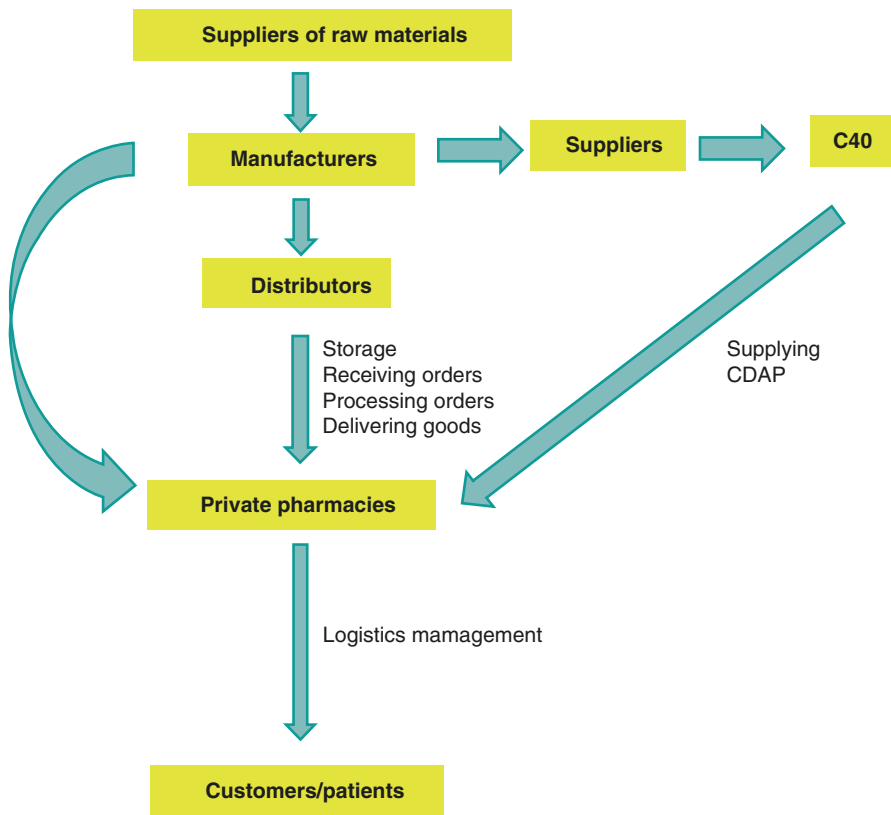 Suppliers of raw materials
Manufacturers
Suppliers
C40
Distributors
Storage
Receiving orders
Processing orders
Delivering goods
Supplying
CDAP
Private pharmacies
Logistics mamagement
Customers/patients